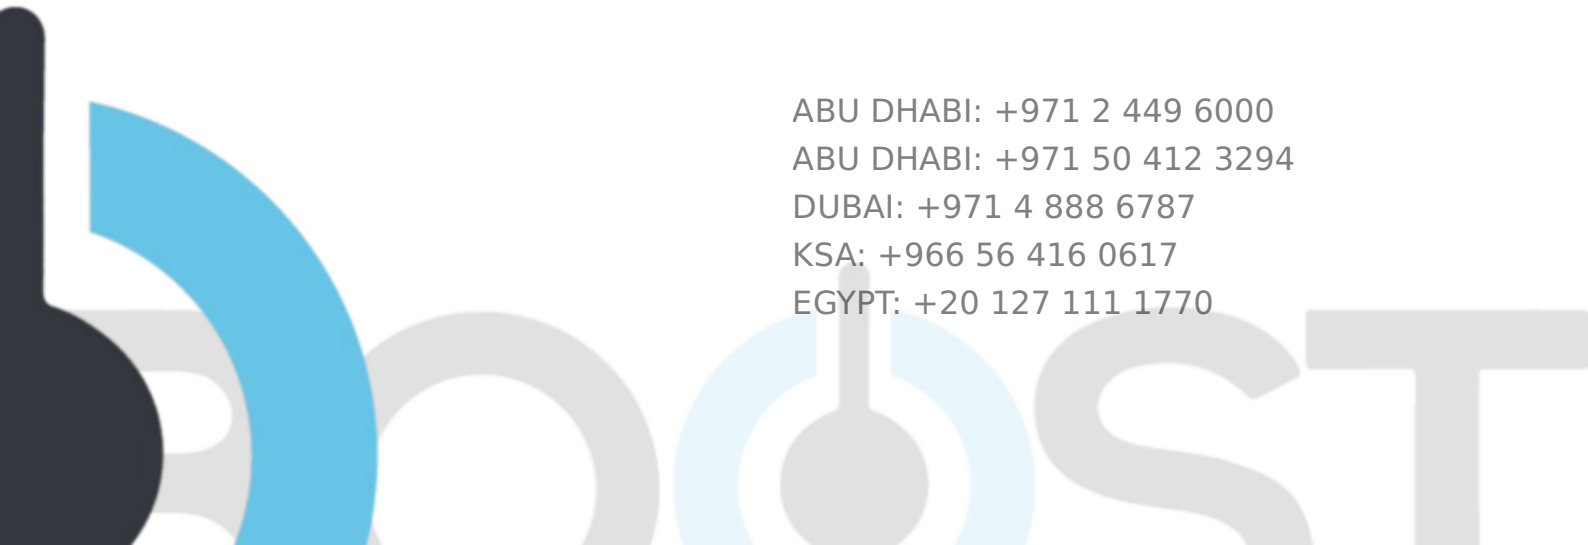 ABU DHABI: +971 2 449 6000
ABU DHABI: +971 50 412 3294
DUBAI: +971 4 888 6787
KSA: +966 56 416 0617
EGYPT: +20 127 111 1770
BOOST